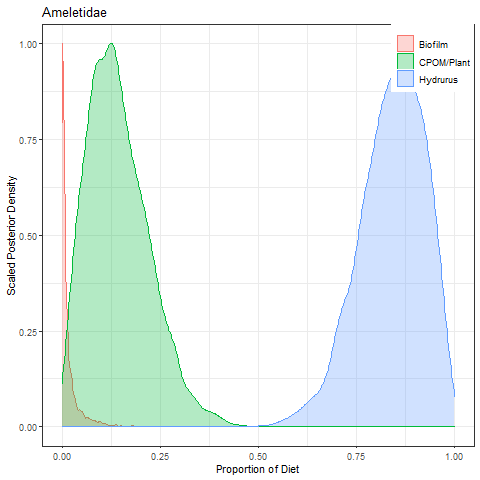 Ameletidae
Biofilm
CPOM/Plant
Hydrurus
Scaled Posterior Density
1.00
0.75
0.50
0.25
0.00
0.00 0.25 0.50 0.75 1.00
Proportion of Diet